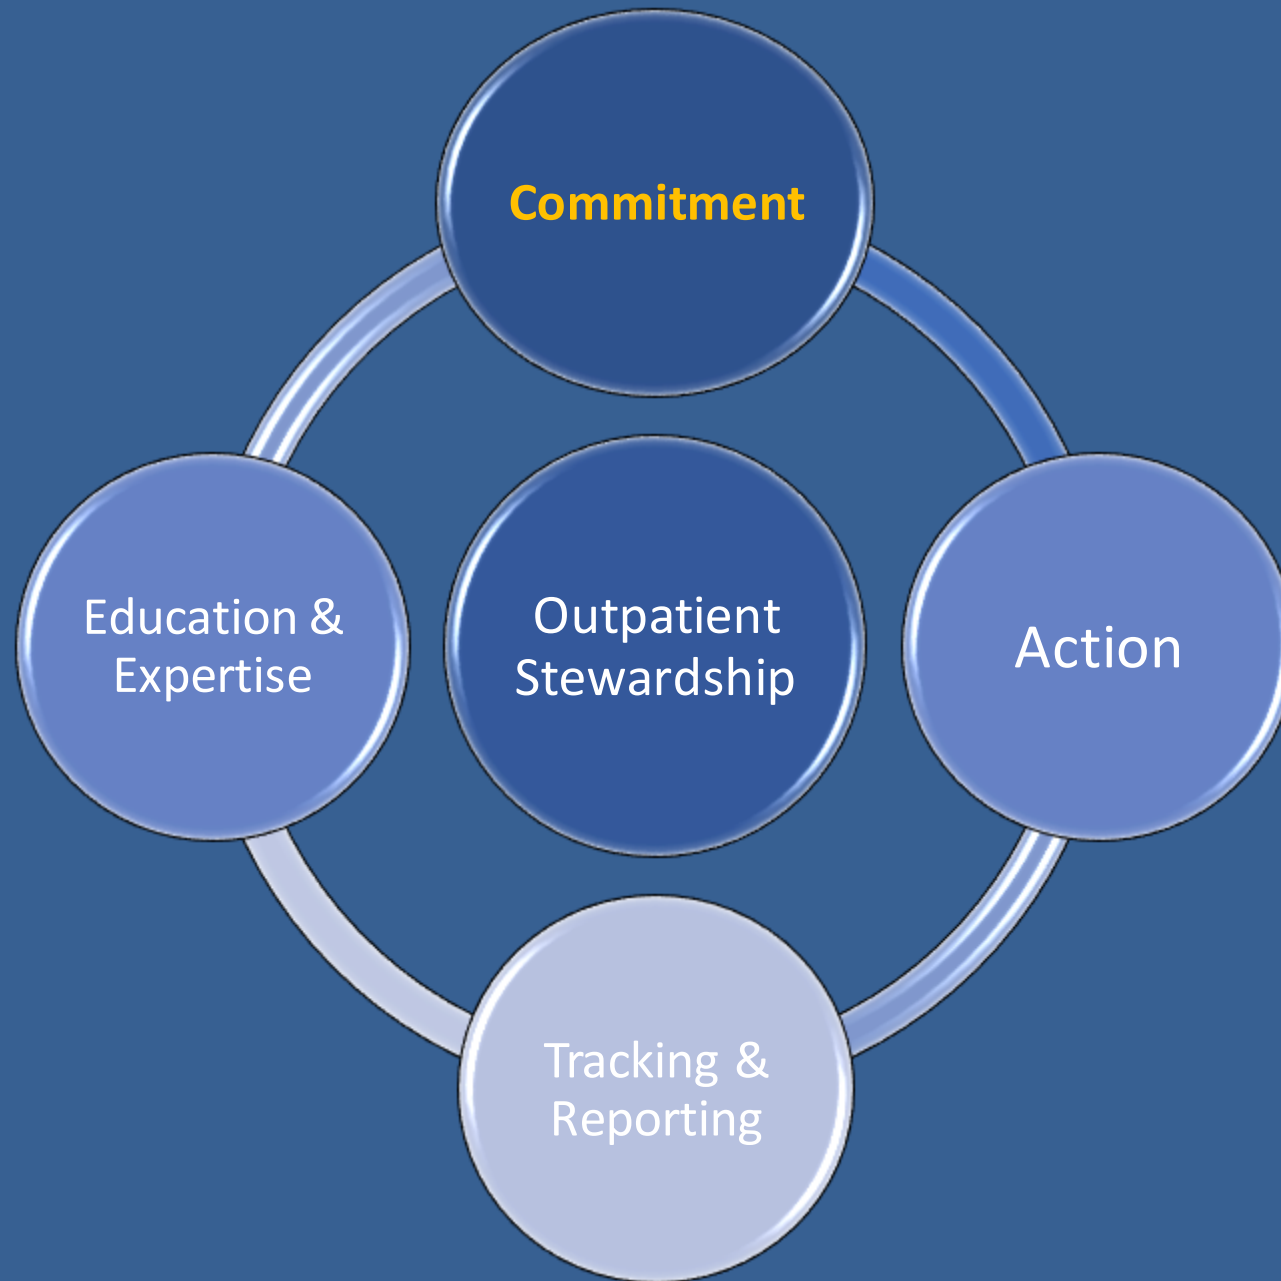 Commitment
Education &
Expertise
Outpatient
Stewardship
Action
Tracking &
Reporting